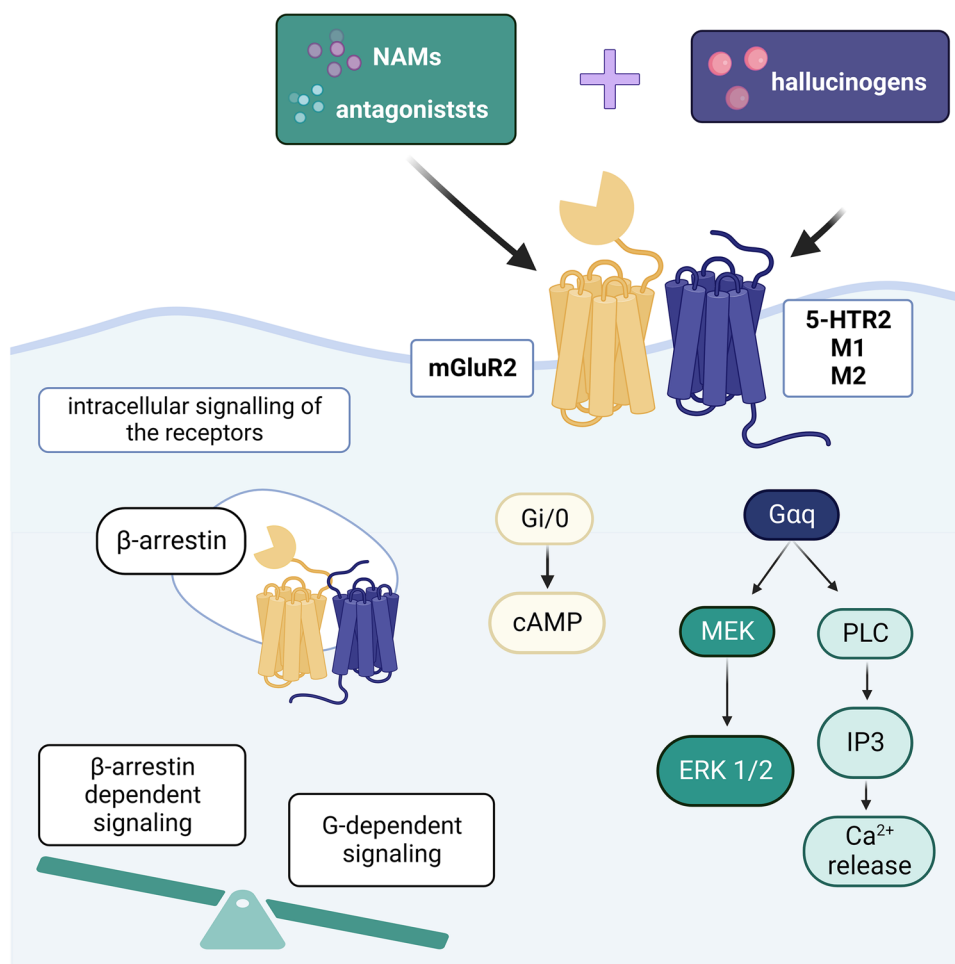 NAMs
antagoniststs
hallucinogens
mGluR2
5-HTR2
M1
M2
intracellular signalling of
the receptors
β-arrestin
Gi/0
cAMP
Gαq
MEK
PLC
ERK 1/2
IP3
Ca²⁺
release
β-arrestin
dependent
signaling
G-dependent
signaling